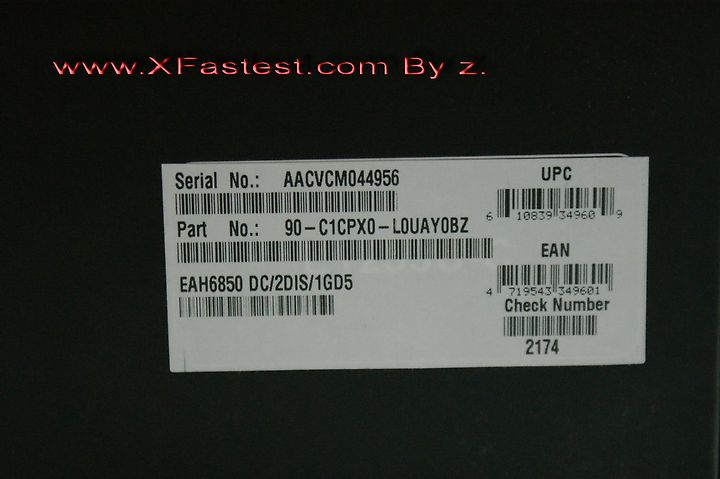 www.XFastest.com By z.
Serial No.: AACVCM044956
UPC
6 10839 34960 9
Part No.: 90-C1CPX0-L0UAY0BZ
EAN
4 719543 349601
EAH6850 DC/2DIS/1GD5
Check Number
2174